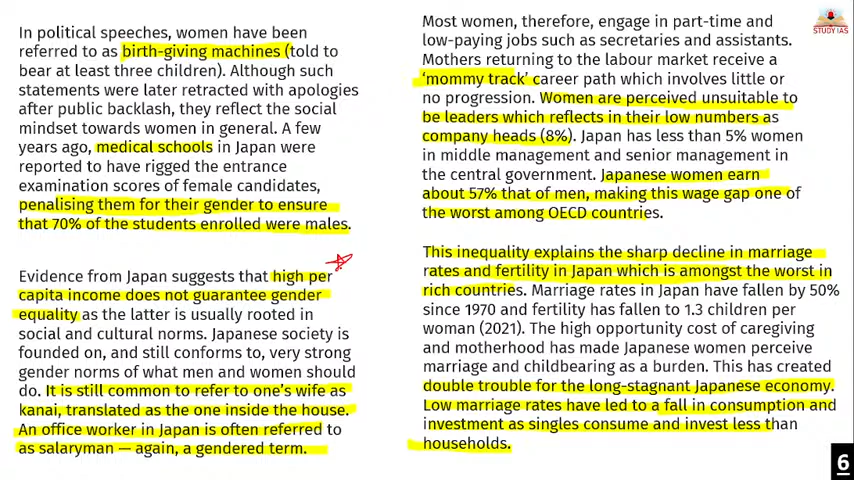 In political speeches, women have been
referred to as birth-giving machines (told to
bear at least three children). Although such
statements were later retracted with apologies
after public backlash, they reflect the social
mindset towards women in general. A few
years ago, medical schools in Japan were
reported to have rigged the entrance
examination scores of female candidates,
penalising them for their gender to ensure
that 70% of the students enrolled were males.
Evidence from Japan suggests that high per
capita income does not guarantee gender
equality as the latter is usually rooted in
social and cultural norms. Japanese society is
founded on, and still conforms to, very strong
gender norms of what men and women should
do. It is still common to refer to one's wife as
kanai, translated as the one inside the house.
An office worker in Japan is often referred to
as salaryman — again, a gendered term.
Most women, therefore, engage in part-time and
low-paying jobs such as secretaries and assistants.
Mothers returning to the labour market receive a
'mommy track' career path which involves little or
no progression. Women are perceived unsuitable to
be leaders which reflects in their low numbers as
company heads (8%). Japan has less than 5% women
in middle management and senior management in
the central government. Japanese women earn
about 57% that of men, making this wage gap one of
the worst among OECD countries.
This inequality explains the sharp decline in marriage
rates and fertility in Japan which is amongst the worst in
rich countries. Marriage rates in Japan have fallen by 50%
since 1970 and fertility has fallen to 1.3 children per
woman (2021). The high opportunity cost of caregiving
and motherhood has made Japanese women perceive
marriage and childbearing as a burden. This has created
double trouble for the long-stagnant Japanese economy.
Low marriage rates have led to a fall in consumption and
investment as singles consume and invest less than
households.
STUDY IAS
6